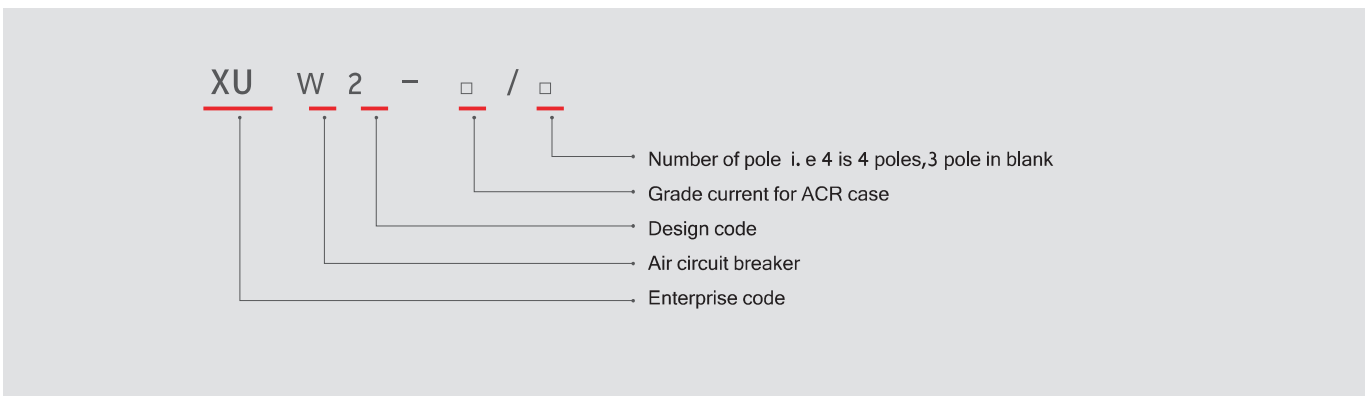 XU W 2 - □ / □
Number of pole i. e 4 is 4 poles,3 pole in blank
Grade current for ACR case
Design code
Air circuit breaker
Enterprise code